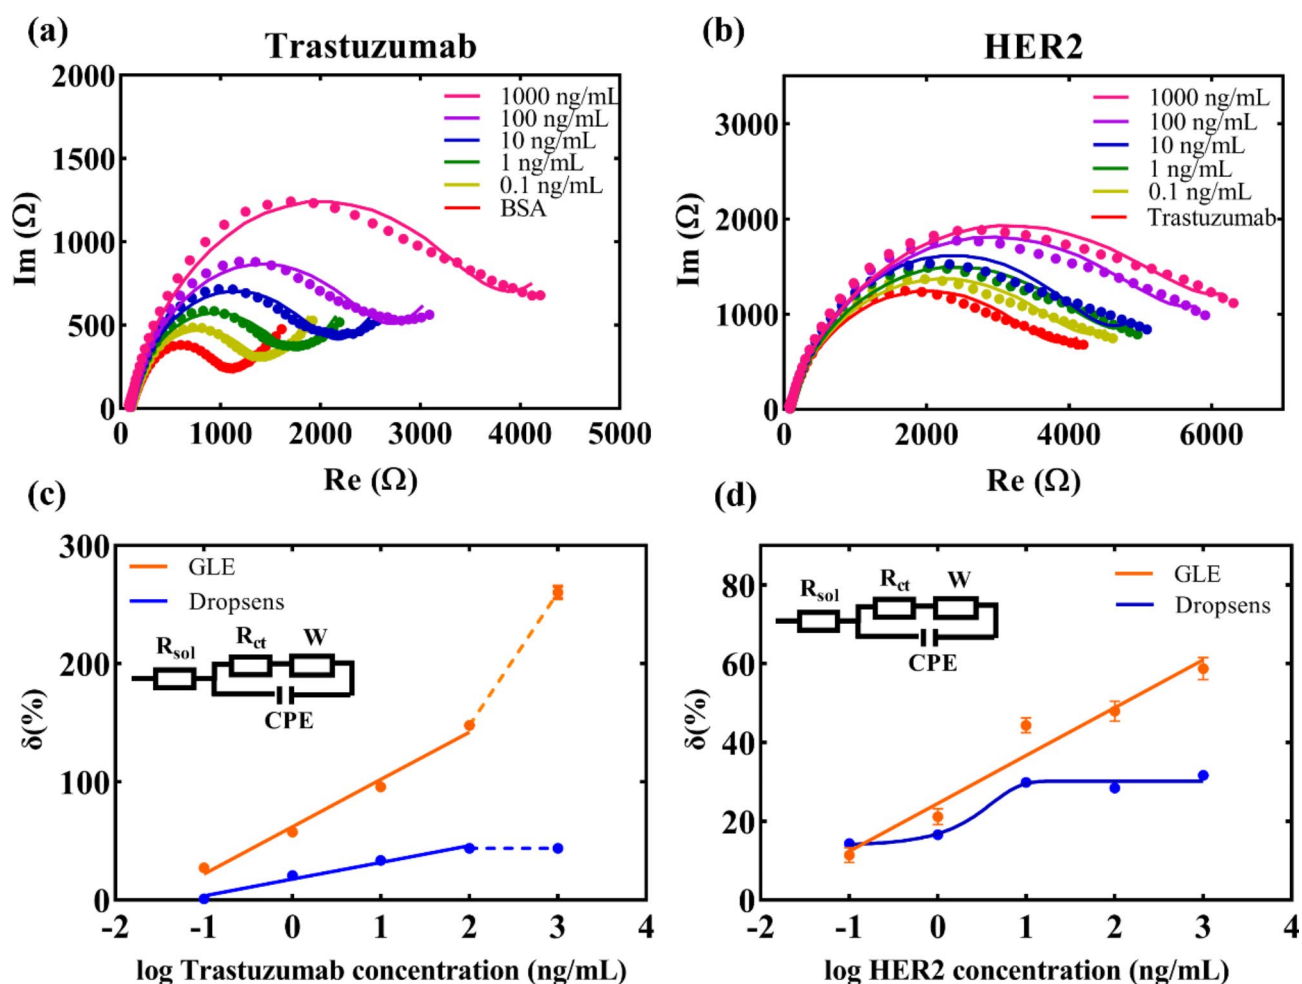 (a)
Trastuzumab
2000
1500
1000
500
0
Im (Ω)
1000 ng/mL
100 ng/mL
10 ng/mL
1 ng/mL
0.1 ng/mL
BSA
0 1000 2000 3000 4000 5000
Re (Ω)
(b)
HER2
3000
2000
1000
0
Im (Ω)
1000 ng/mL
100 ng/mL
10 ng/mL
1 ng/mL
0.1 ng/mL
Trastuzumab
0 2000 4000 6000
Re (Ω)
(c)
300
200
100
0
δ(%)
GLE
Dropsens
Rsol
Rct
W
CPE
-2 -1 0 1 2 3 4
log Trastuzumab concentration (ng/mL)
(d)
80
60
40
20
0
δ(%)
Rsol
Rct
W
CPE
GLE
Dropsens
-2 -1 0 1 2 3 4
log HER2 concentration (ng/mL)